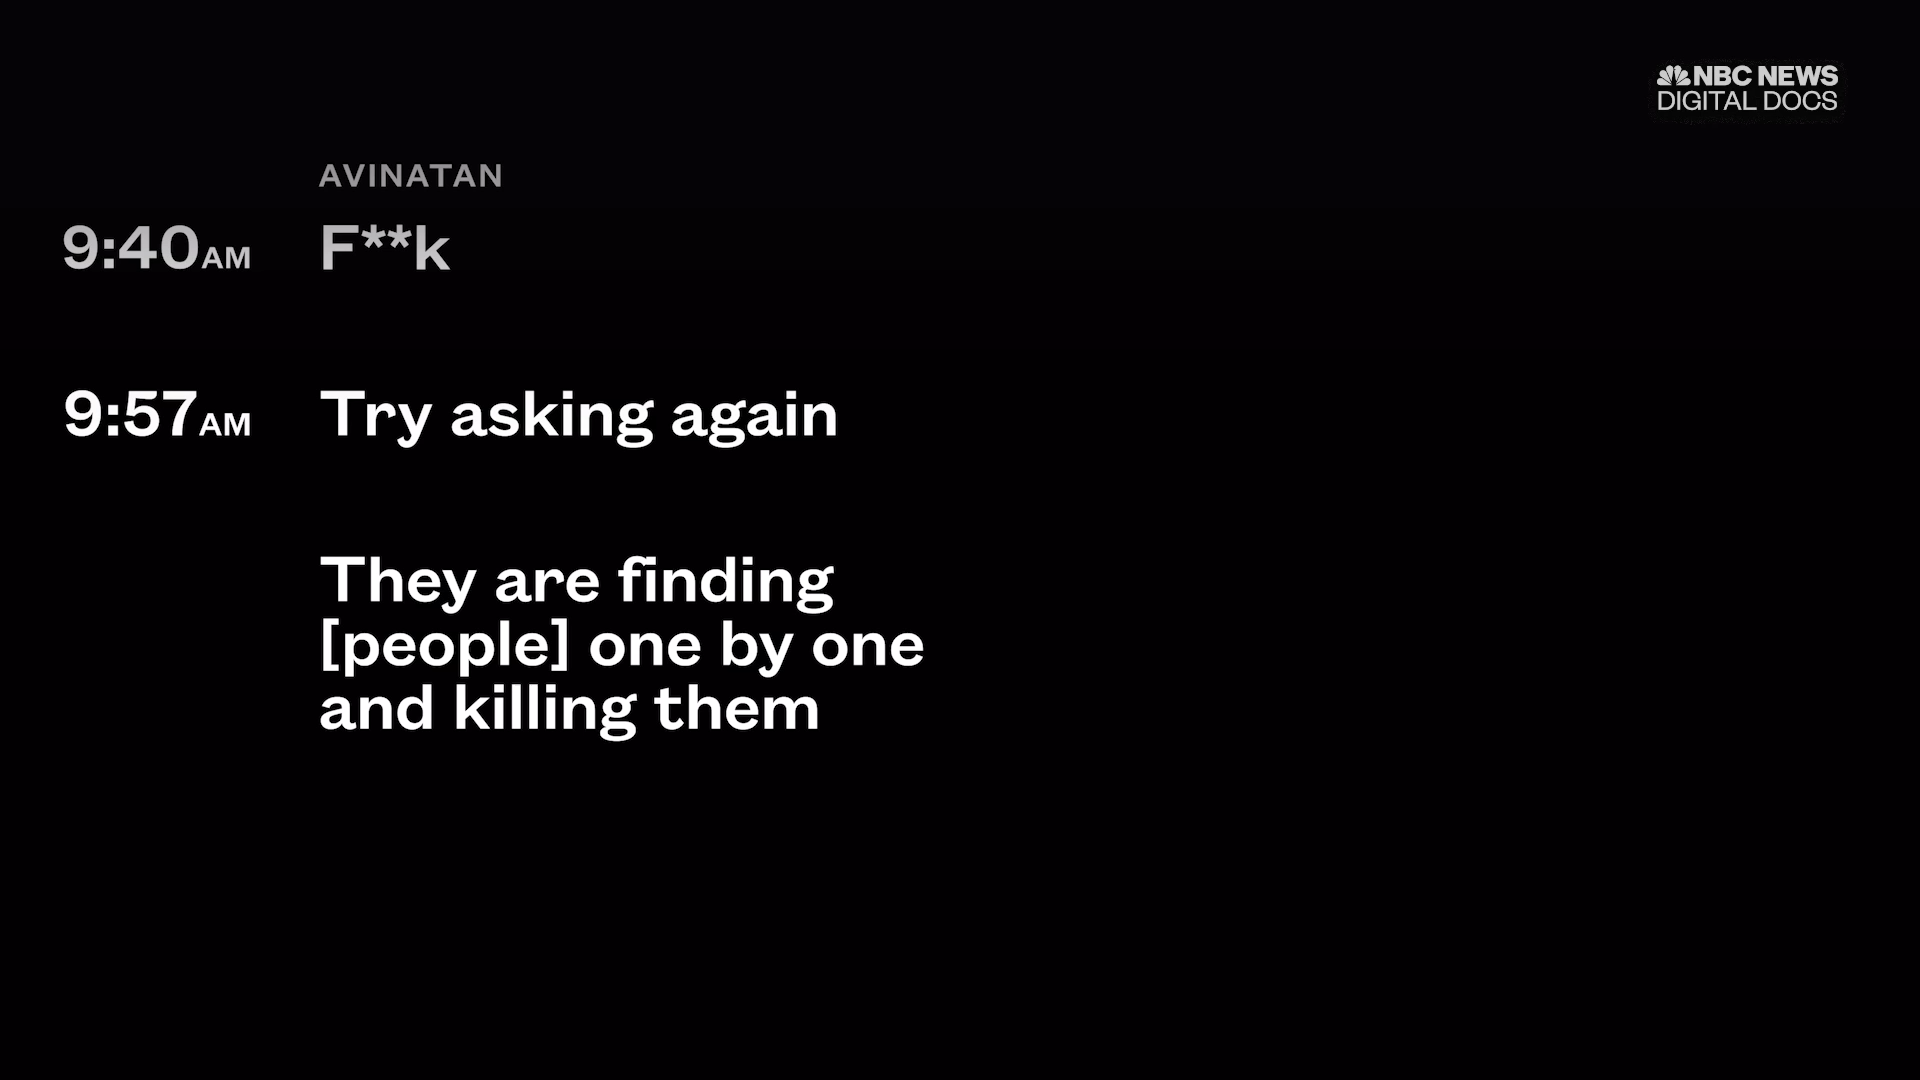 NBC NEWS
DIGITAL DOCS
AVINATAN
9:40AM F**k
9:57AM Try asking again
They are finding
[people] one by one
and killing them